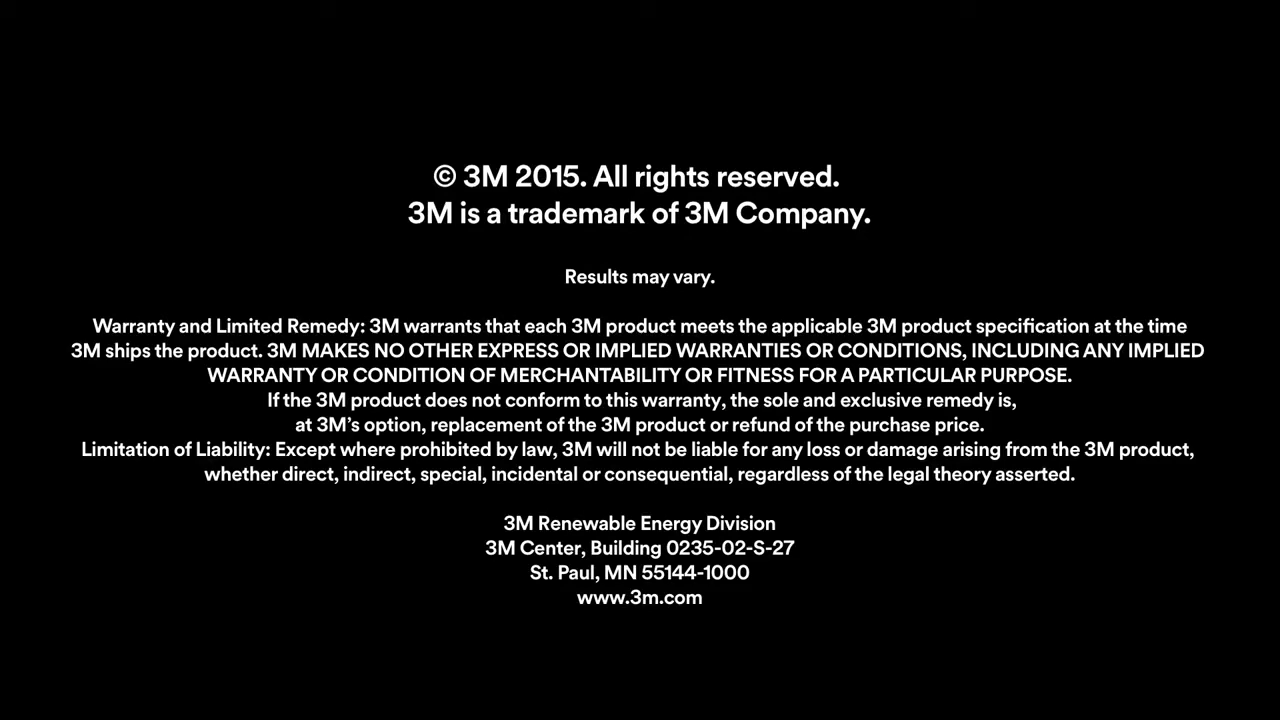 © 3M 2015. All rights reserved.
3M is a trademark of 3M Company.
Results may vary.
Warranty and Limited Remedy: 3M warrants that each 3M product meets the applicable 3M product specification at the time
3M ships the product. 3M MAKES NO OTHER EXPRESS OR IMPLIED WARRANTIES OR CONDITIONS, INCLUDING ANY IMPLIED
WARRANTY OR CONDITION OF MERCHANTABILITY OR FITNESS FOR A PARTICULAR PURPOSE.
If the 3M product does not conform to this warranty, the sole and exclusive remedy is,
at 3M’s option, replacement of the 3M product or refund of the purchase price.
Limitation of Liability: Except where prohibited by law, 3M will not be liable for any loss or damage arising from the 3M product,
whether direct, indirect, special, incidental or consequential, regardless of the legal theory asserted.
3M Renewable Energy Division
3M Center, Building 0235-02-S-27
St. Paul, MN 55144-1000
www.3m.com